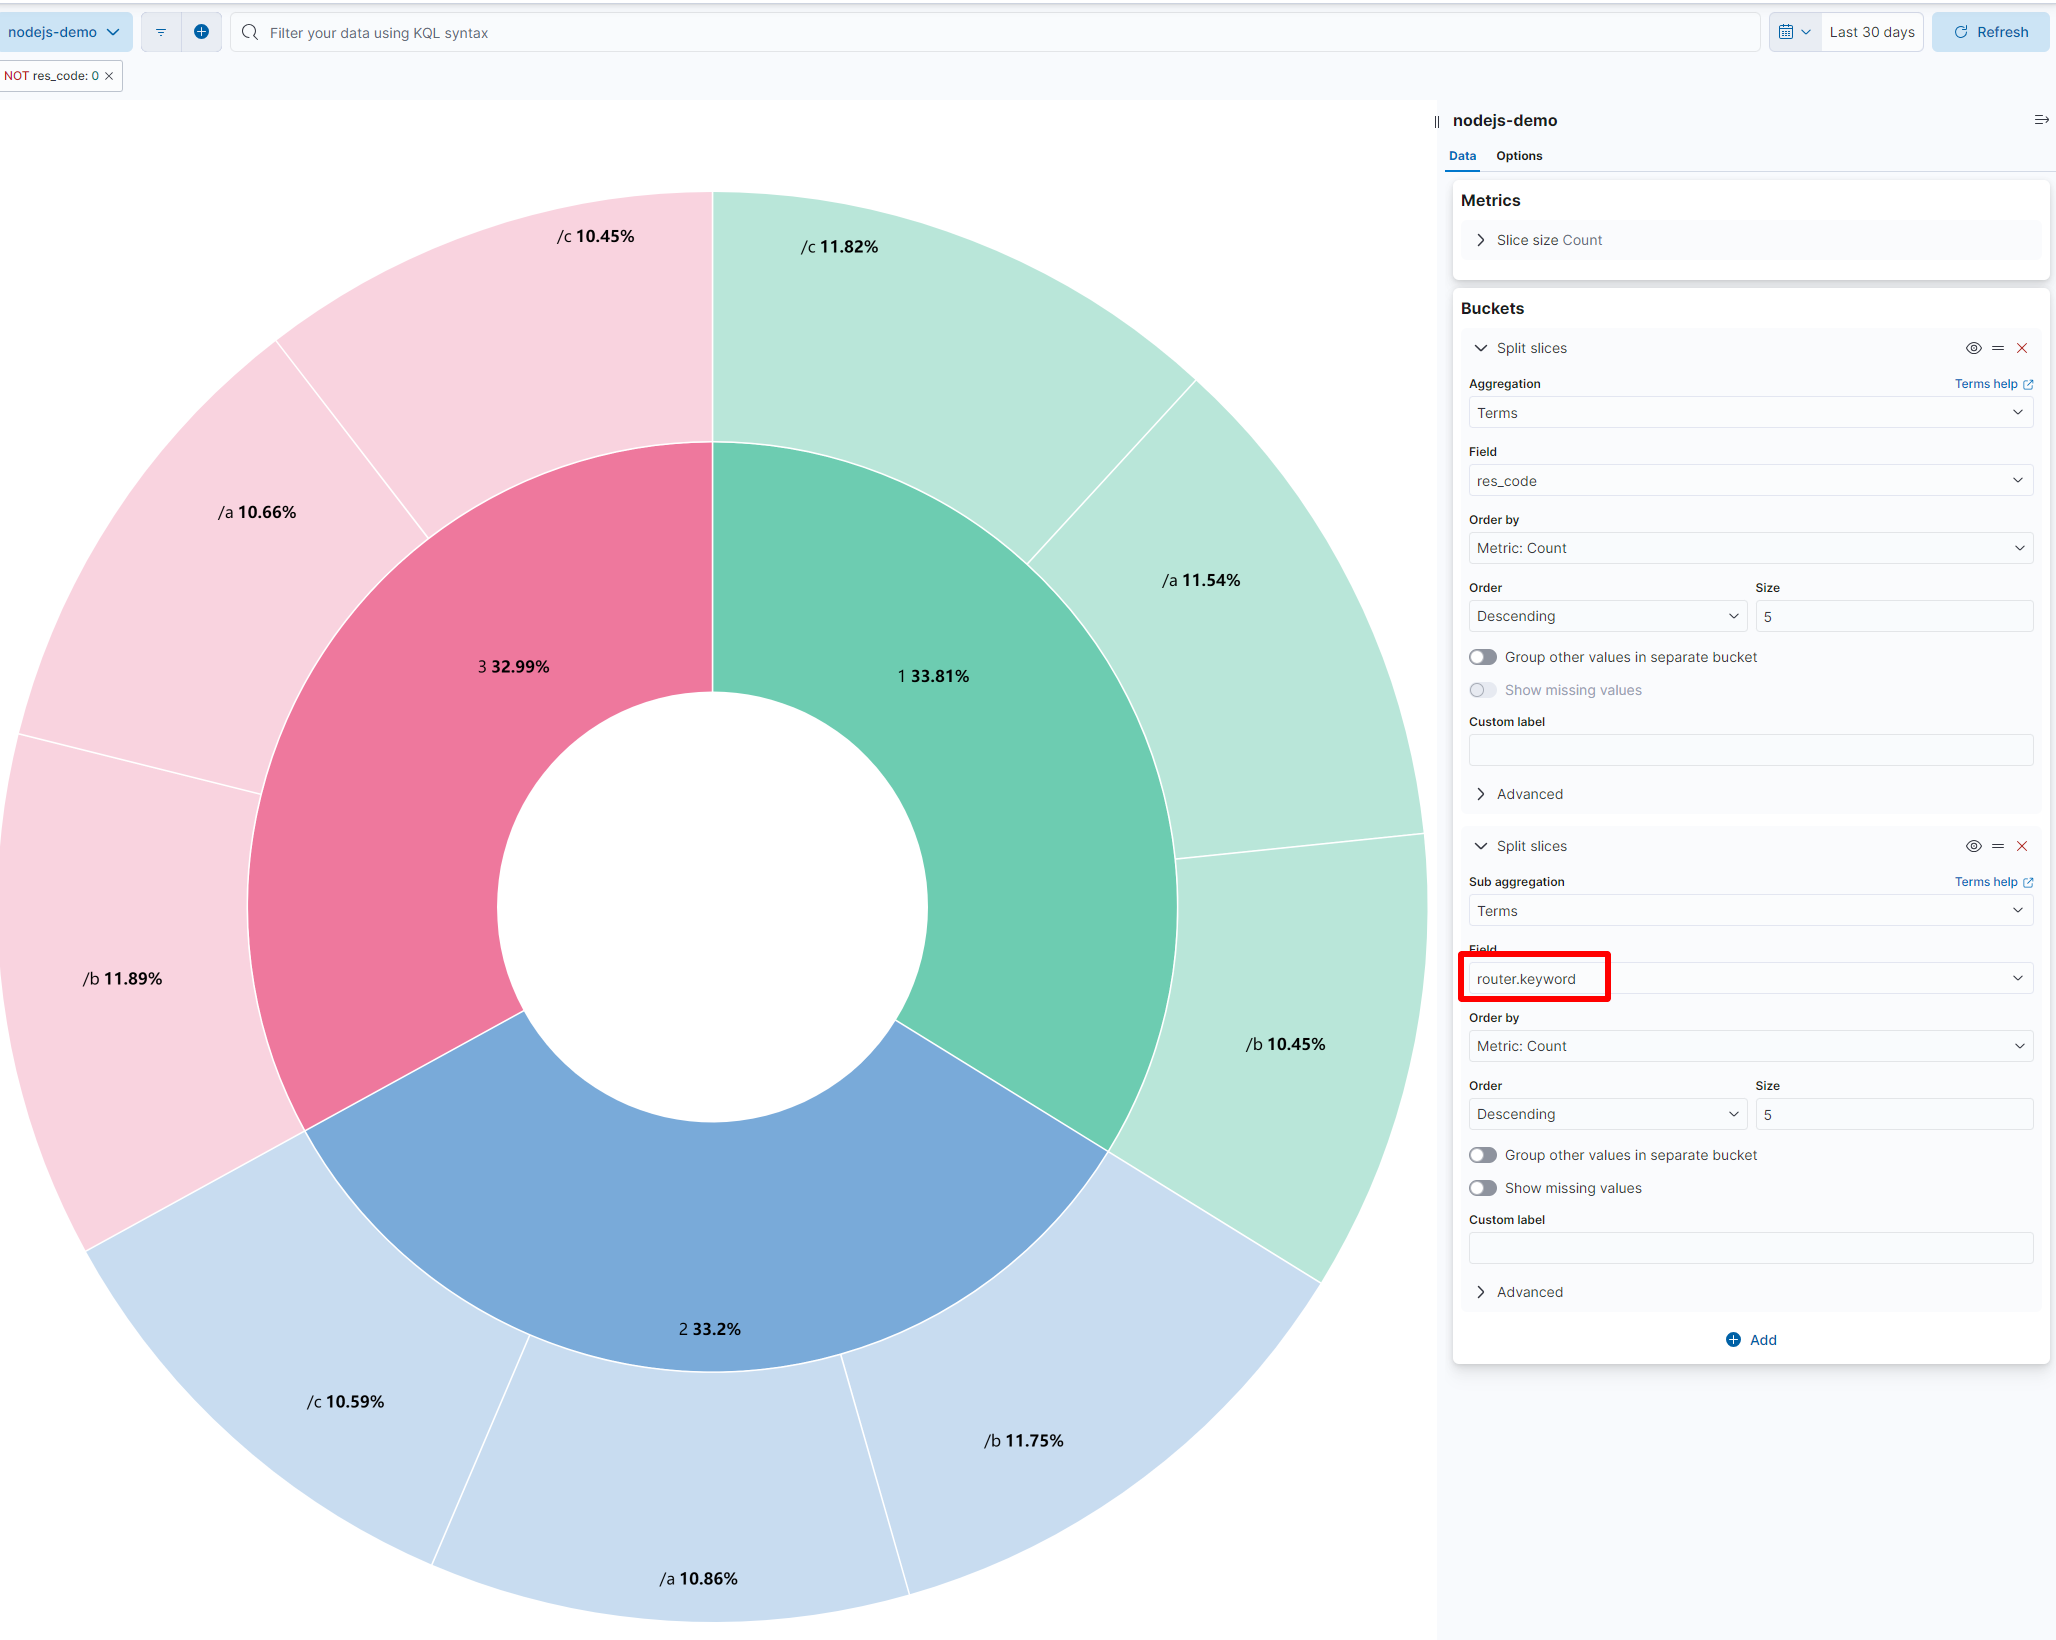 nodejs-demo
Filter your data using KQL syntax
Last 30 days
Refresh
NOT res_code: 0
/c 10.45%
/c 11.82%
/a 10.66%
/a 11.54%
3 32.99%
1 33.81%
/b 11.89%
/b 10.45%
2 33.2%
/c 10.59%
/b 11.75%
/a 10.86%
nodejs-demo
Data
Options
Metrics
Slice size Count
Buckets
Split slices
Aggregation
Terms help
Terms
Field
res_code
Order by
Metric: Count
Order
Size
Descending
5
Group other values in separate bucket
Show missing values
Custom label
Advanced
Split slices
Sub aggregation
Terms help
Terms
Field
router.keyword
Order by
Metric: Count
Order
Size
Descending
5
Group other values in separate bucket
Show missing values
Custom label
Advanced
Add